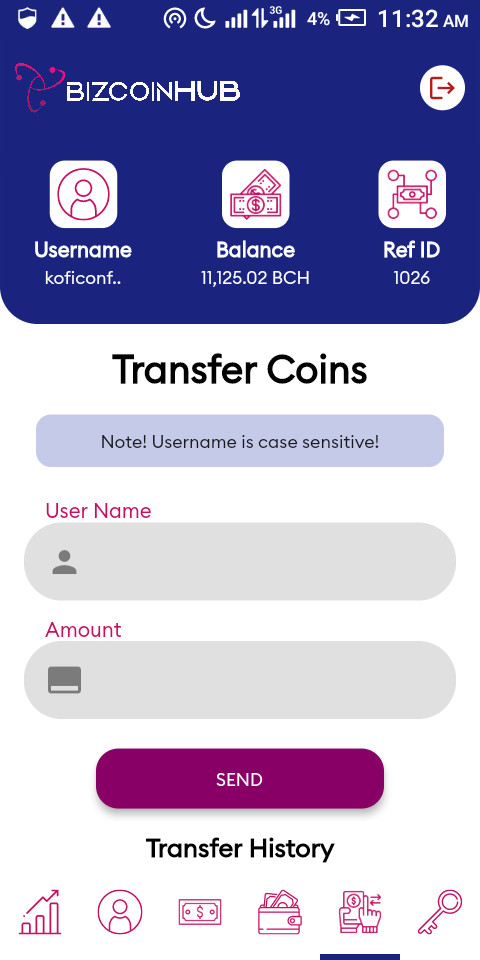 3G 4% 11:32 AM
BIZCOINHUB
Username Balance Ref ID
koficonf.. 11,125.02 BCH 1026
Transfer Coins
Note! Username is case sensitive!
User Name
Amount
SEND
Transfer History